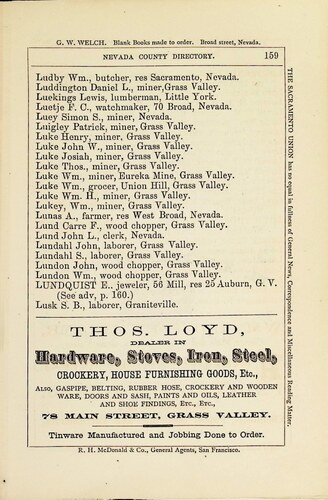 G. W. WELCH. Blank Books made to order. Broad street, Nevada.
NEVADA COUNTY DIRECTORY. 159
Ludby Wm., butcher, res Sacramento, Nevada.
Luddington Daniel L., miner, Grass Valley.
Luekings Lewis, lumberman, Little York.
Luetje F. C., watchmaker, 70 Broad, Nevada.
Luey Simon S., miner, Nevada.
Luigley Patrick, miner, Grass Valley.
Luke Henry, miner, Grass Valley.
Luke John W., miner, Grass Valley.
Luke Josiah, miner, Grass Valley.
Luke Thos., miner, Grass Valley.
Luke Wm., miner, Eureka Mine, Grass Valley.
Luke Wm., grocer, Union Hill, Grass Valley.
Luke Wm. H., miner, Grass Valley.
Lukey, Wm., miner, Grass Valley.
Lunas A., farmer, res West Broad, Nevada.
Lund Carre F., wood chopper, Grass Valley.
Lund John L., clerk, Nevada.
Lundahl John, laborer, Grass Valley.
Lundahl S., laborer, Grass Valley.
Lundon John, wood chopper, Grass Valley.
Lundon Wm., wood chopper, Grass Valley.
LUNDQUIST E., jeweler, 56 Mill, res 25 Auburn, G. V.
(See adv, p. 160.)
Lusk S. B., laborer, Graniteville.
THOS. LOYD,
DEALER IN
Hardware, Stoves, Iron, Steel,
CROCKERY, HOUSE FURNISHING GOODS, Etc.,
ALSO, GASPIPE, BELTING, RUBBER HOSE, CROCKERY AND WOODEN
WARE, DOORS AND SASH, PAINTS AND OILS, LEATHER
AND SHOE FINDINGS, ETC., ETC.,
78 MAIN STREET, GRASS VALLEY.
Tinware Manufactured and Jobbing Done to Order.
R. H. McDonald & Co., General Agents, San Francisco.
THE SACRAMENTO UNION has no equal in fullness of General News, Correspondence and Miscellaneous Reading Matter.